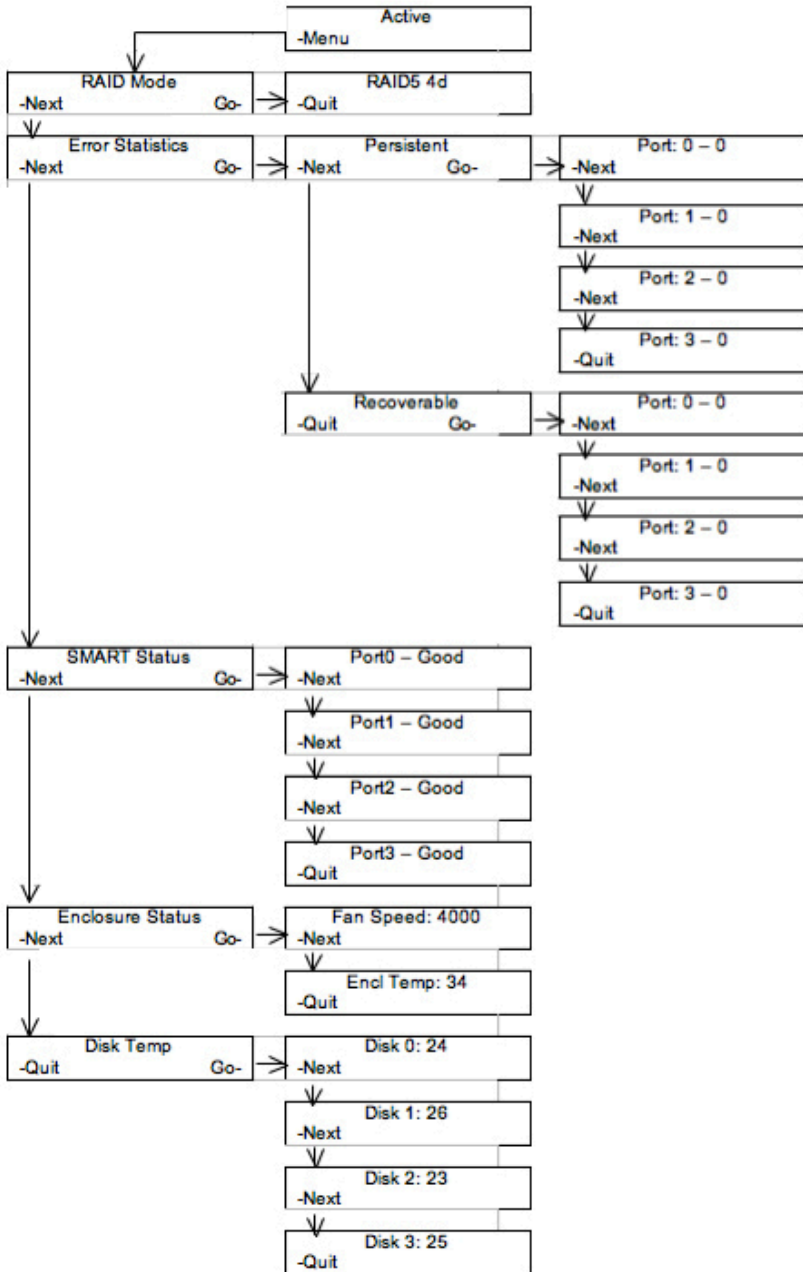 Active
-Menu
RAID Mode
-Next Go-
RAID5 4d
-Quit
Error Statistics
-Next Go-
Persistent
-Next Go-
Port: 0 – 0
-Next
Port: 1 – 0
-Next
Port: 2 – 0
-Next
Port: 3 – 0
-Quit
Recoverable
-Quit Go-
Port: 0 – 0
-Next
Port: 1 – 0
-Next
Port: 2 – 0
-Next
Port: 3 – 0
-Quit
SMART Status
-Next Go-
Port0 – Good
-Next
Port1 – Good
-Next
Port2 – Good
-Next
Port3 – Good
-Quit
Enclosure Status
-Next Go-
Fan Speed: 4000
-Next
Encl Temp: 34
-Quit
Disk Temp
-Quit Go-
Disk 0: 24
-Next
Disk 1: 26
-Next
Disk 2: 23
-Next
Disk 3: 25
-Quit